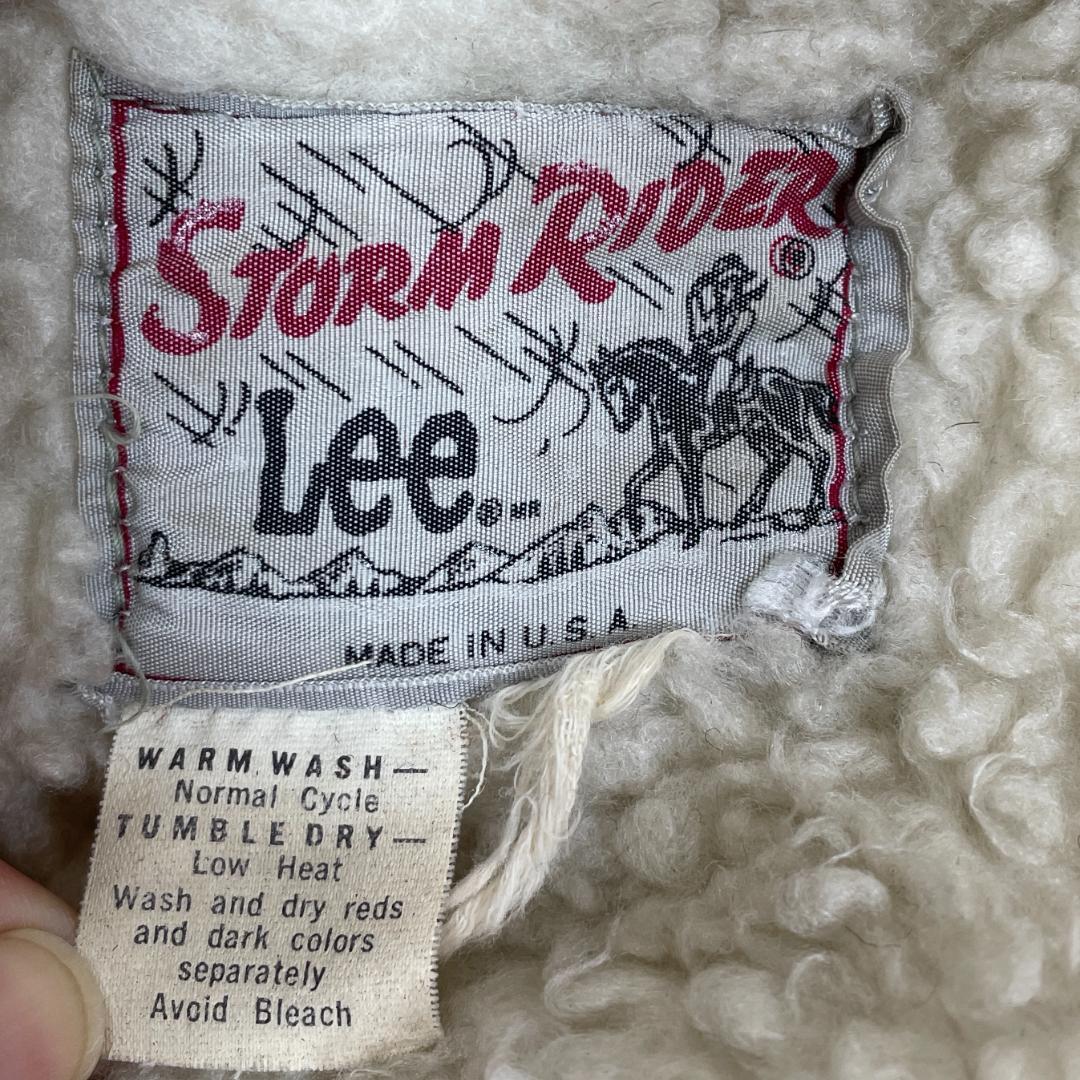 STORM RIDER
®
Lee® MR
MADE IN U.S.A.
WARM WASH—
Normal Cycle
TUMBLE DRY—
Low Heat
Wash and dry reds
and dark colors
separately
Avoid Bleach